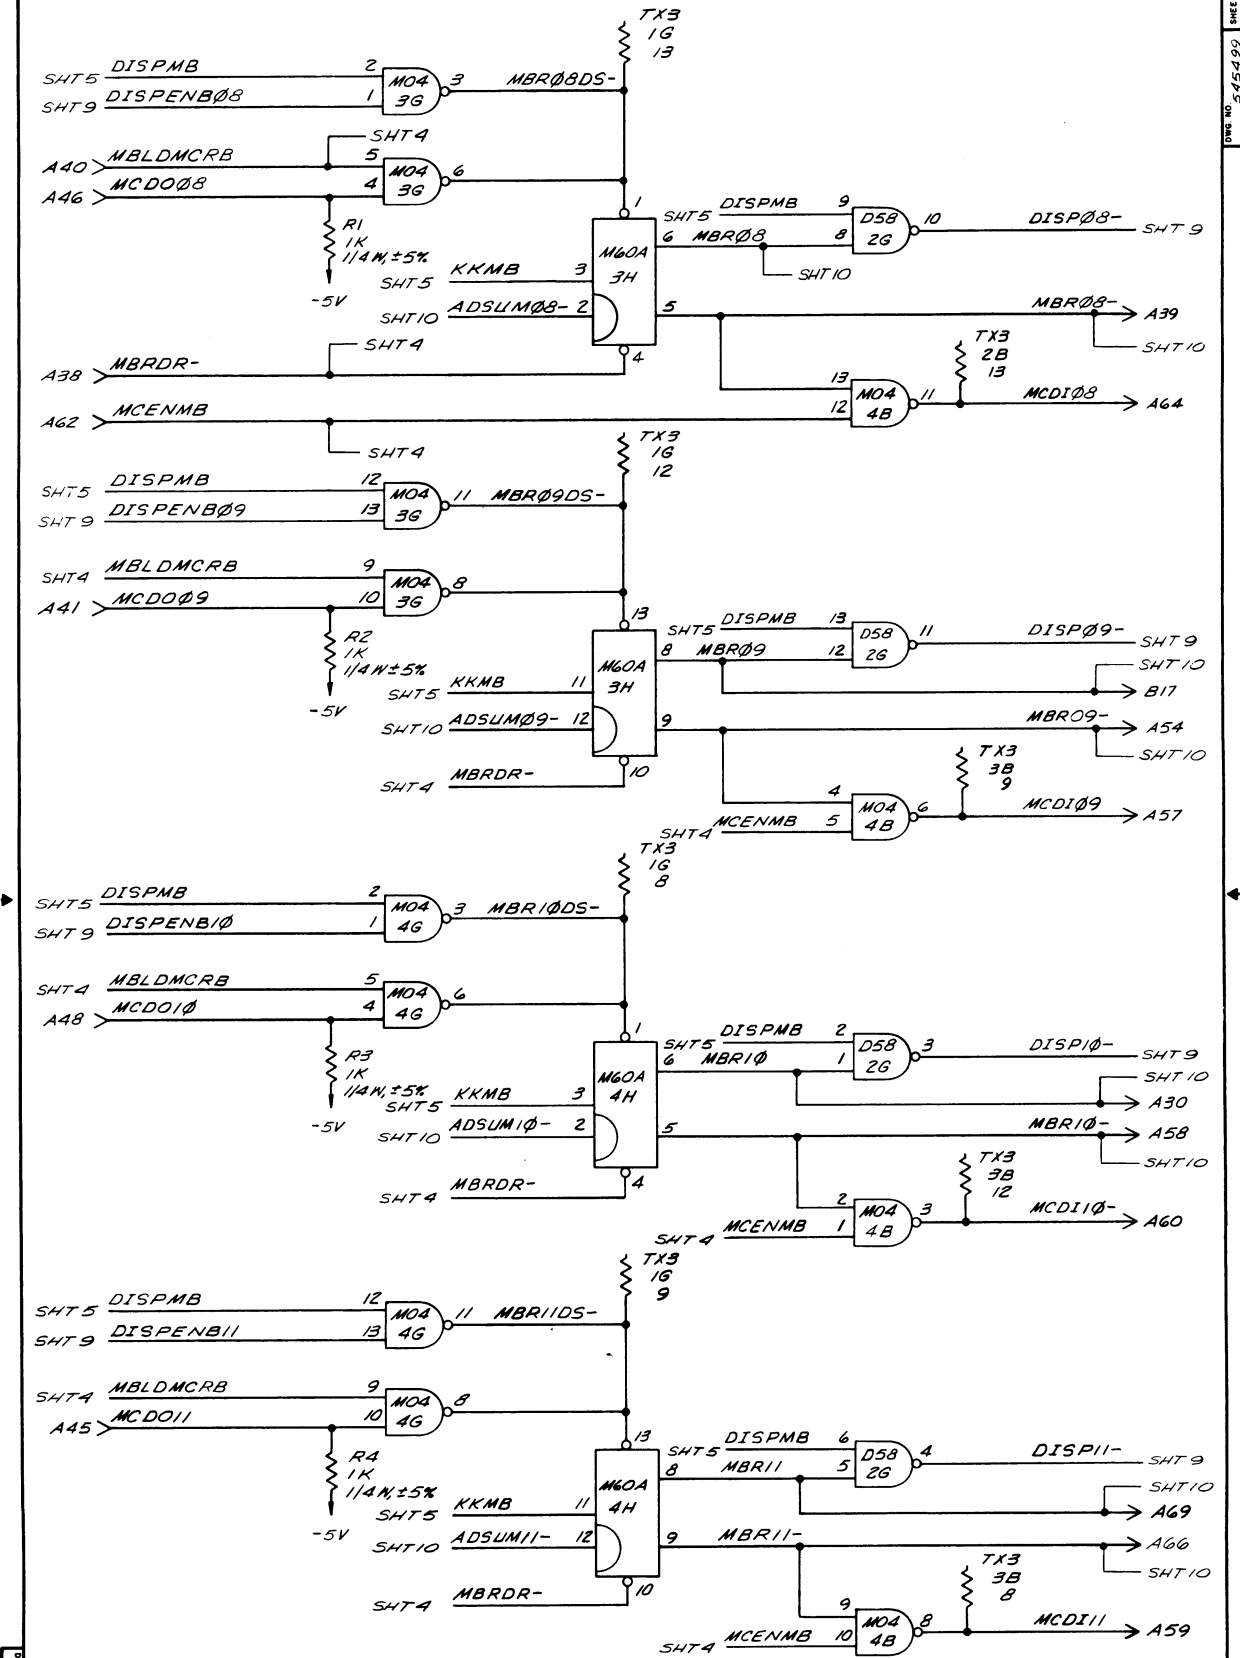 SHEE
DWG. NO. 545499
TX3
1G
13
SHT5 DISPMB 2
M04
3G
3 MBRØ8DS-
SHT9 DISPENBØ8 1
SHT4
A40 MBLDMCRB 5
M04
3G
6
A46 MCDOØ8 4
R1
1K
1/4W,±5%
-5V
1
SHT5 DISPMB 9
D58
2G
10 DISPØ8- SHT9
6 MBRØ8 8
SHT10
M60A
3H
SHT5 KKMB 3
SHT10 ADSUMØ8- 2
5
MBRØ8- A39
SHT10
SHT4
4
A38 MBRDR-
TX3
2B
13
13
M04
4B
11 MCDIØ8 A64
A62 MCENMB 12
SHT4
TX3
1G
12
SHT5 DISPMB 12
M04
3G
11 MBRØ9DS-
SHT9 DISPENBØ9 13
SHT4 MBLDMCRB 9
M04
3G
8
A41 MCDOØ9 10
R2
1K
1/4W±5%
-5V
13
SHT5 DISPMB 13
D58
2G
11 DISPØ9- SHT9
8 MBRØ9 12
SHT10
B17
M60A
3H
SHT5 KKMB 11
SHT10 ADSUMØ9- 12
9
MBRO9- A54
SHT10
10
SHT4 MBRDR-
TX3
3B
9
4
M04
4B
6 MCDIØ9 A57
SHT4 MCENMB 5
TX3
1G
8
SHT5 DISPMB 2
M04
4G
3 MBR1ØDS-
SHT9 DISPENB1Ø 1
SHT4 MBLDMCRB 5
M04
4G
6
A48 MCDO1Ø 4
R3
1K
1/4W,±5%
-5V
1
SHT5 DISPMB 2
D58
2G
3 DISP1Ø- SHT9
6 MBR1Ø 1
SHT10
A30
M60A
4H
SHT5 KKMB 3
SHT10 ADSUM1Ø- 2
5
MBR1Ø- A58
SHT10
4
SHT4 MBRDR-
TX3
3B
12
2
M04
4B
3 MCDI1Ø- A60
SHT4 MCENMB 1
TX3
1G
9
SHT5 DISPMB 12
M04
4G
11 MBR11DS-
SHT9 DISPENB11 13
SHT4 MBLDMCRB 9
M04
4G
8
A45 MCDO11 10
R4
1K
1/4W,±5%
-5V
13
SHT5 DISPMB 6
D58
2G
4 DISP11- SHT9
8 MBR11 5
SHT10
A69
M60A
4H
SHT5 KKMB 11
SHT10 ADSUM11- 12
9 MBR11- A66
SHT10
10
SHT4 MBRDR-
TX3
3B
8
9
M04
4B
8 MCDI11 A59
SHT4 MCENMB 10